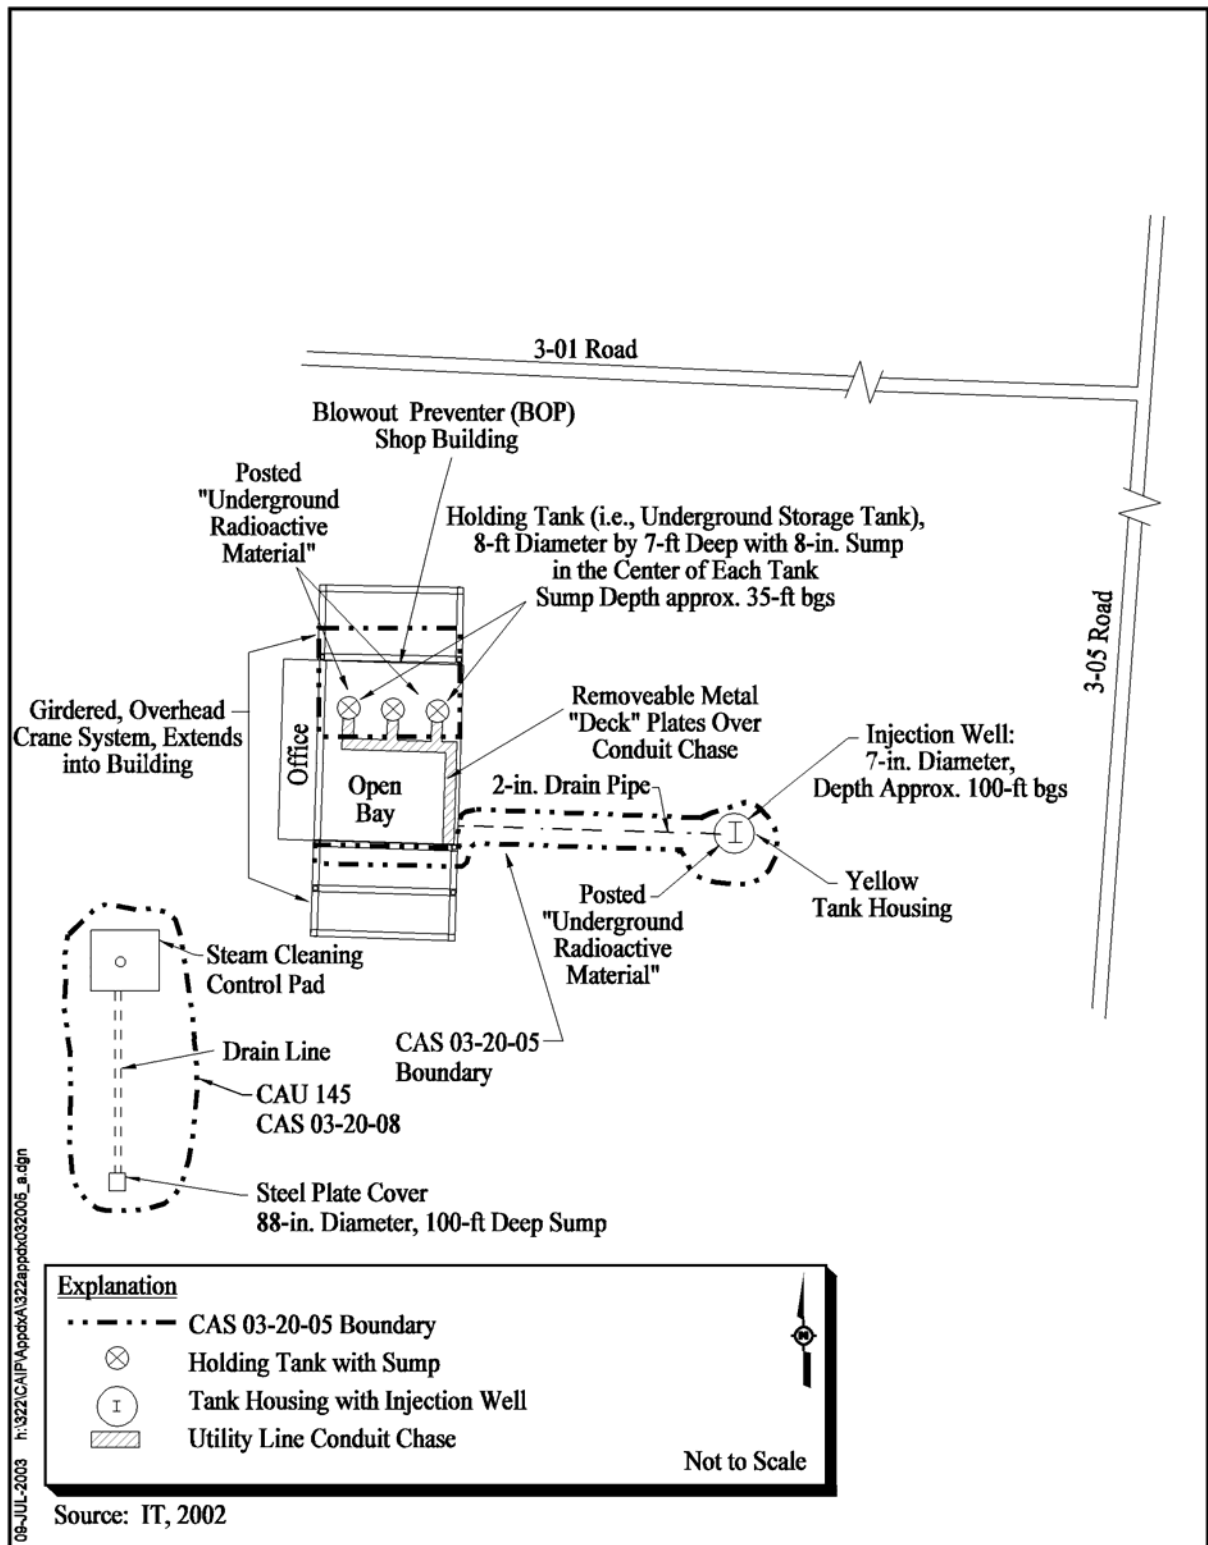 3-01 Road
Blowout Preventer (BOP)
Shop Building
Posted
"Underground
Radioactive
Material"
Holding Tank (i.e., Underground Storage Tank),
8-ft Diameter by 7-ft Deep with 8-in. Sump
in the Center of Each Tank
Sump Depth approx. 35-ft bgs
3-05 Road
Girdered, Overhead
Crane System, Extends
into Building
Office
Open
Bay
Removeable Metal
"Deck" Plates Over
Conduit Chase
2-in. Drain Pipe
Injection Well:
7-in. Diameter,
Depth Approx. 100-ft bgs
I
Yellow
Tank Housing
Posted
"Underground
Radioactive
Material"
Steam Cleaning
Control Pad
CAS 03-20-05
Boundary
Drain Line
CAU 145
CAS 03-20-08
Steel Plate Cover
88-in. Diameter, 100-ft Deep Sump
Explanation
CAS 03-20-05 Boundary
Holding Tank with Sump
I
Tank Housing with Injection Well
Utility Line Conduit Chase
N
Not to Scale
Source: IT, 2002
09-JUL-2003 h:\322\CAIP\AppdxA\322appdx032005_a.dgn